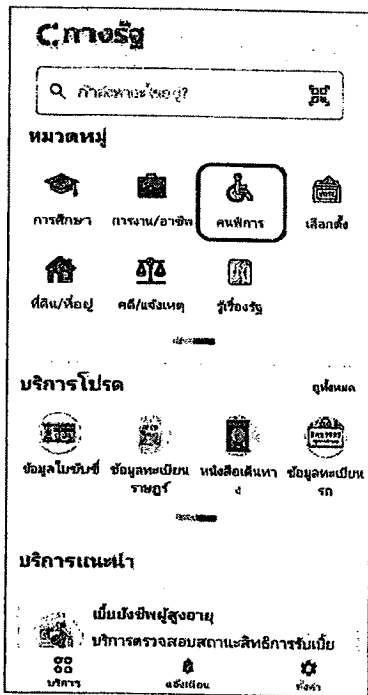 ทางรัฐ
กำลังหาอะไรอยู่?
หมวดหมู่
การศึกษา การงาน/อาชีพ คนพิการ เลือกตั้ง
ที่ดิน/ที่อยู่ คดี/แจ้งเหตุ รู้เรื่องรัฐ
บริการโปรด ดูทั้งหมด
ข้อมูลใบขับขี่ ข้อมูลทะเบียน หนังสือเดินทา ข้อมูลทะเบียน
ราษฎร์ ง รถ
บริการแนะนำ
เบี้ยยังชีพผู้สูงอายุ
บริการตรวจสอบสถานะสิทธิการรับเบี้ย
บริการ แจ้งเตือน ตั้งค่า